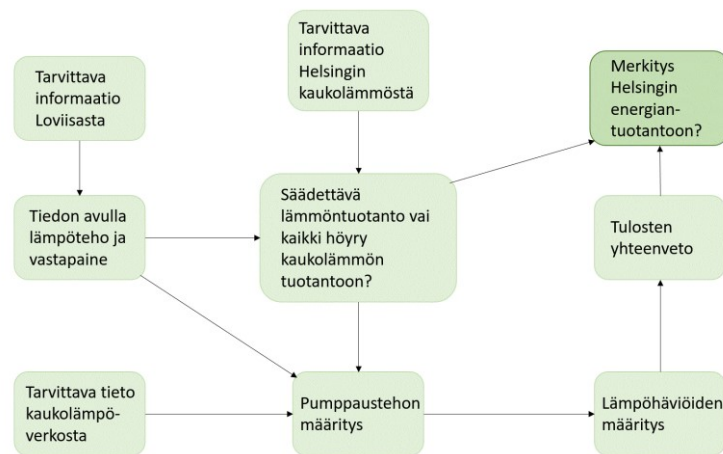 Tarvittava
informaatio
Loviisasta
Tarvittava
informaatio
Helsingin
kaukolämmöstä
Merkitys
Helsingin
energian-
tuotantoon?
Tiedon avulla
lämpöteho ja
vastapaine
Säädettävä
lämmöntuotanto vai
kaikki höyry
kaukolämmön
tuotantoon?
Tulosten
yhteenveto
Tarvittava tieto
kaukolämpö-
verkosta
Pumppaustehon
määritys
Lämpöhäviöiden
määritys